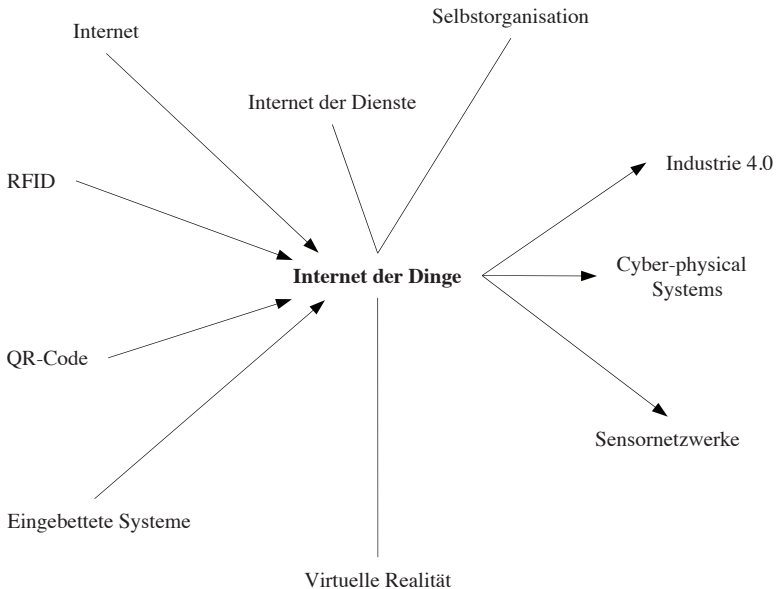 Selbstorganisation
Internet
Internet der Dienste
Industrie 4.0
RFID
Internet der Dinge
Cyber-physical
Systems
QR-Code
Sensornetzwerke
Eingebettete Systeme
Virtuelle Realität